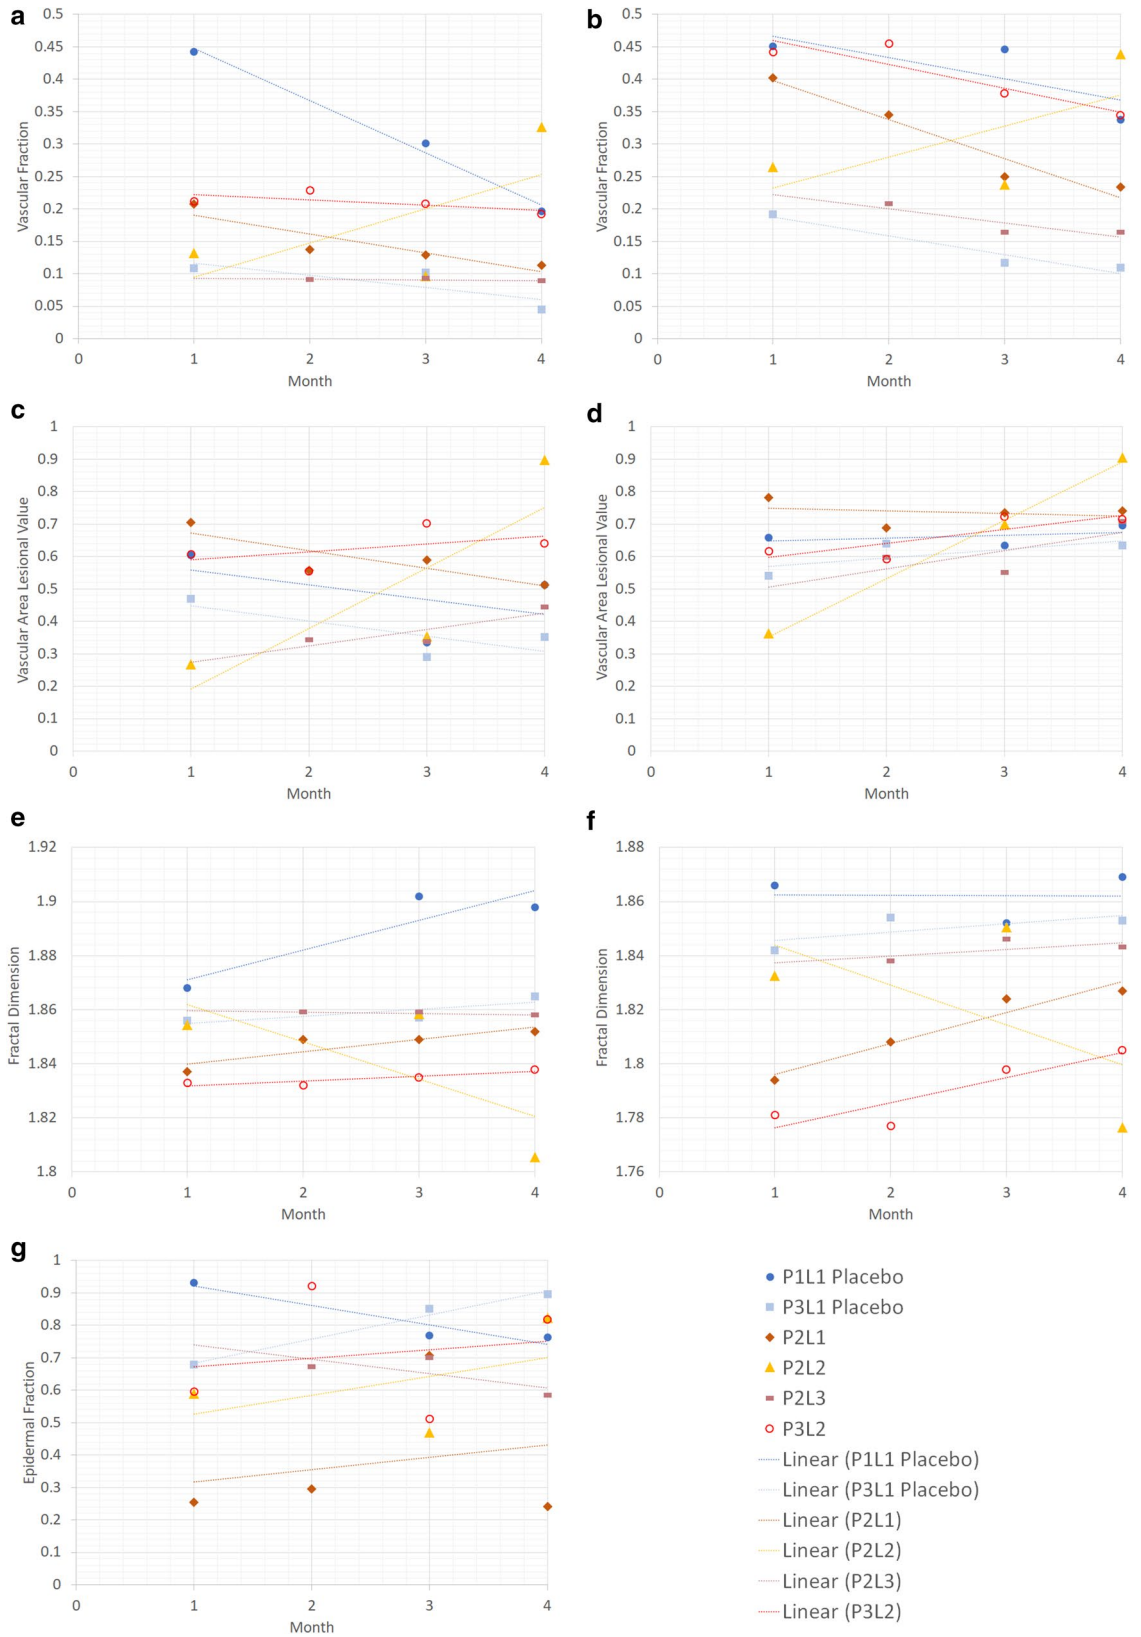 a
0.5
0.45
0.4
0.35
0.3
0.25
0.2
0.15
0.1
0.05
0
0 1 2 3 4
Month
Vascular Fraction
b
0.5
0.45
0.4
0.35
0.3
0.25
0.2
0.15
0.1
0.05
0
0 1 2 3 4
Month
Vascular Fraction
c
1
0.9
0.8
0.7
0.6
0.5
0.4
0.3
0.2
0.1
0
0 1 2 3 4
Month
Vascular Area Lesional Value
d
1
0.9
0.8
0.7
0.6
0.5
0.4
0.3
0.2
0.1
0
0 1 2 3 4
Month
Vascular Area Lesional Value
e
1.92
1.9
1.88
1.86
1.84
1.82
1.8
0 1 2 3 4
Month
Fractal Dimension
f
1.88
1.86
1.84
1.82
1.8
1.78
1.76
0 1 2 3 4
Month
Fractal Dimension
g
1
0.9
0.8
0.7
0.6
0.5
0.4
0.3
0.2
0.1
0
0 1 2 3 4
Month
Epidermal Fraction
P1L1 Placebo
P3L1 Placebo
P2L1
P2L2
P2L3
P3L2
Linear (P1L1 Placebo)
Linear (P3L1 Placebo)
Linear (P2L1)
Linear (P2L2)
Linear (P2L3)
Linear (P3L2)